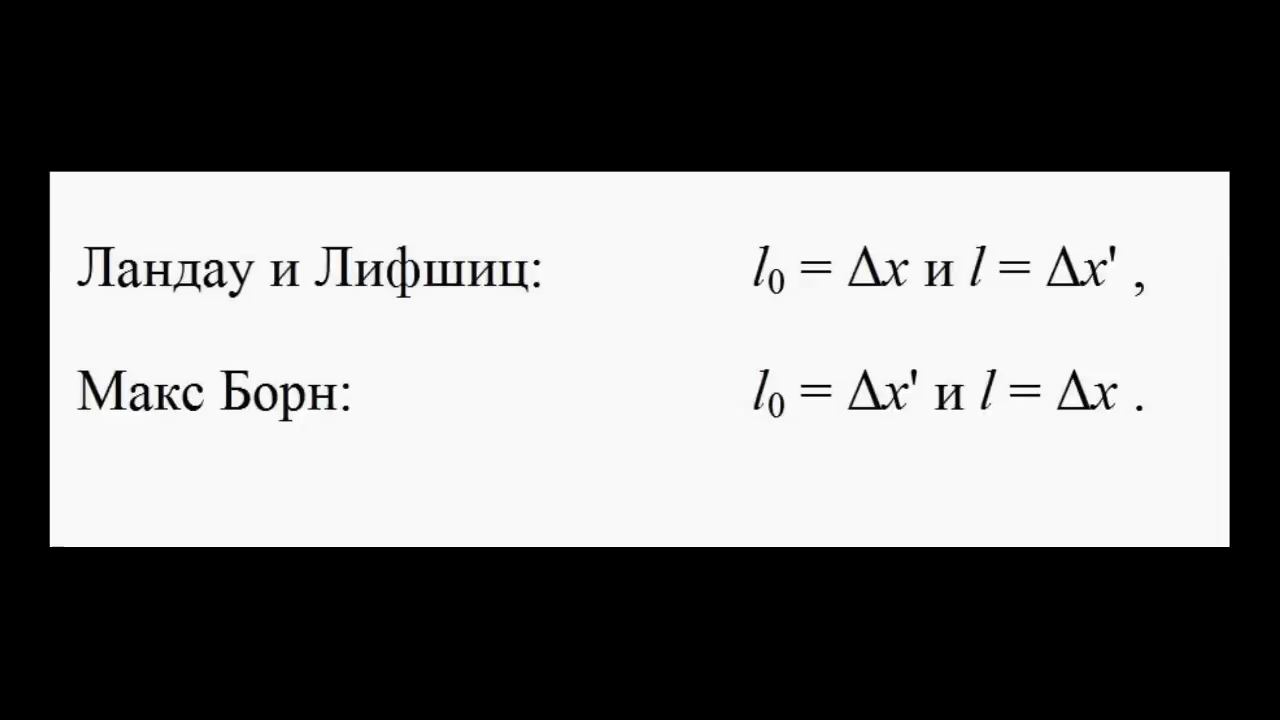 Ландау и Лифшиц: l₀ = Δx и l = Δx' ,
Макс Борн: l₀ = Δx' и l = Δx .